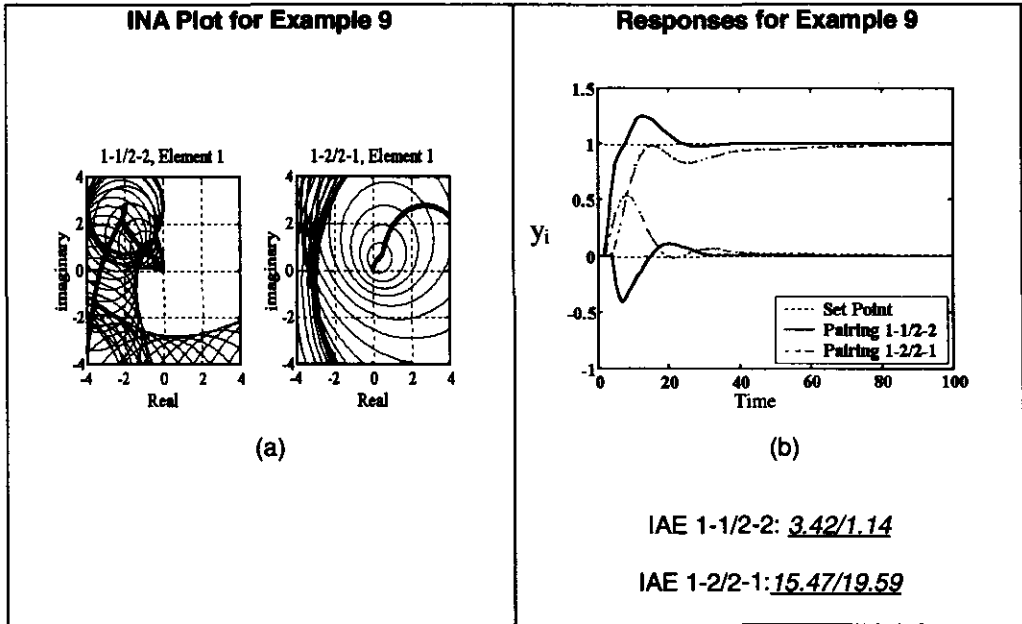 INA Plot for Example 9
1-1/2-2, Element 1
1-2/2-1, Element 1
imaginary
4
2
0
-2
-4
-4 -2 0 2 4
Real
imaginary
4
2
0
-2
-4
-4 -2 0 2 4
Real
(a)
Responses for Example 9
yi
1.5
1
0.5
0
-0.5
-1
0 20 40 60 80 100
Time
Set Point
Pairing 1-1/2-2
Pairing 1-2/2-1
(b)
IAE 1-1/2-2: 3.42/1.14
IAE 1-2/2-1: 15.47/19.59